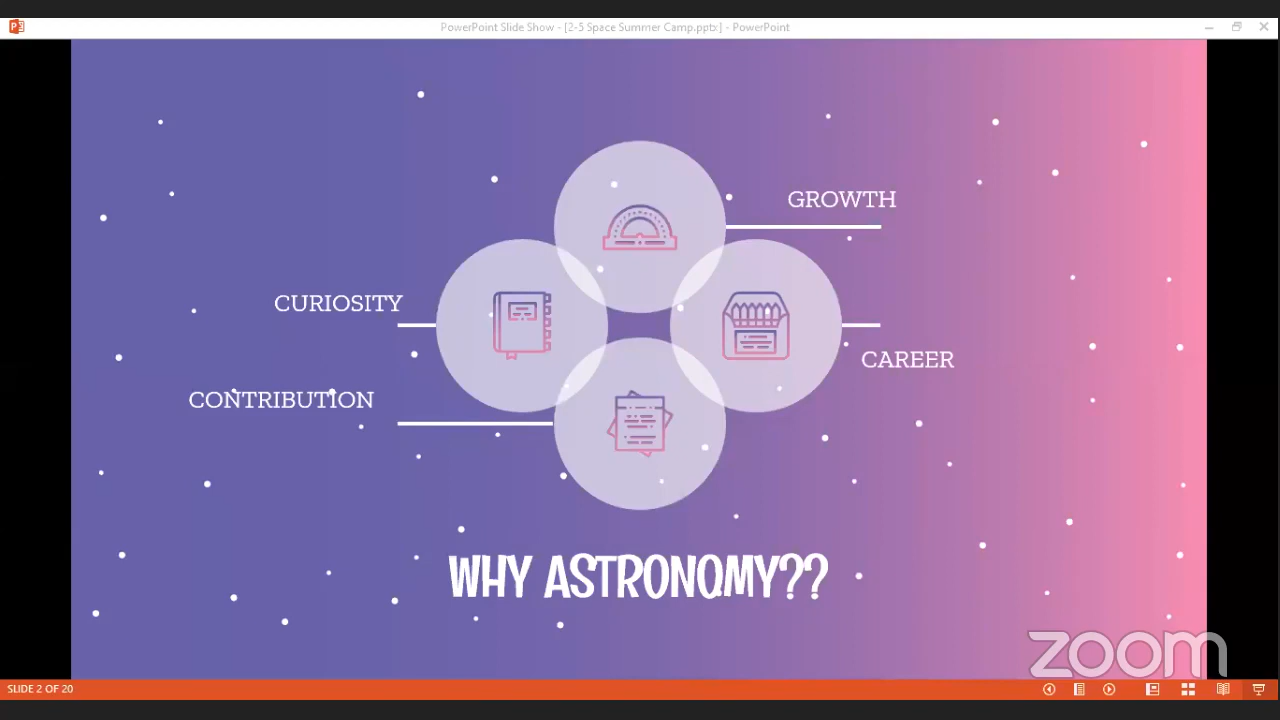 PowerPoint Slide Show - [2-5 Space Summer Camp.pptx] - PowerPoint
GROWTH
CURIOSITY
CAREER
CONTRIBUTION
WHY ASTRONOMY??
zoom
SLIDE 2 OF 20